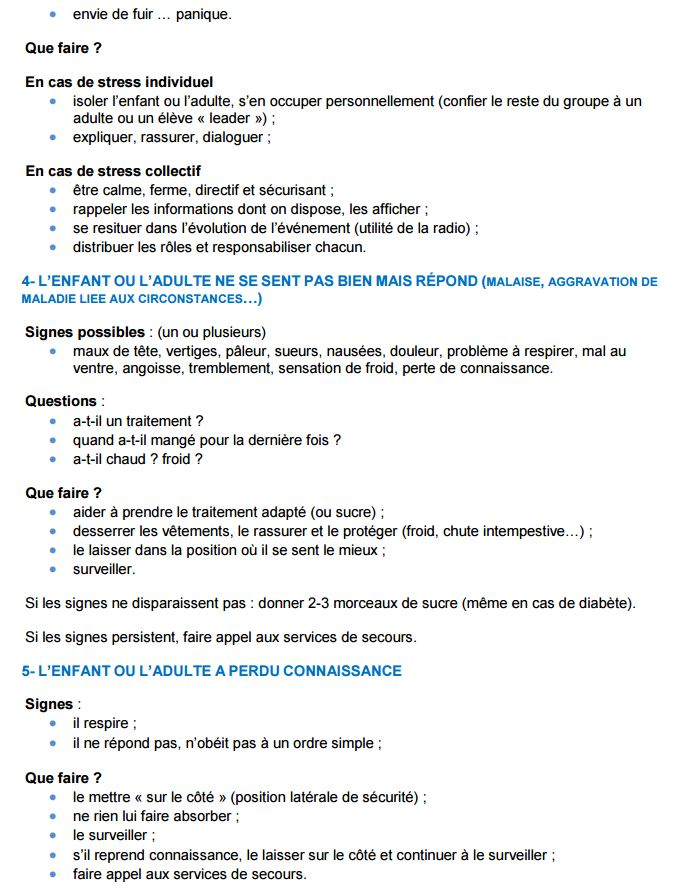 • envie de fuir … panique.
Que faire ?
En cas de stress individuel
• isoler l’enfant ou l’adulte, s’en occuper personnellement (confier le reste du groupe à un
adulte ou un élève « leader ») ;
• expliquer, rassurer, dialoguer ;
En cas de stress collectif
• être calme, ferme, directif et sécurisant ;
• rappeler les informations dont on dispose, les afficher ;
• se resituer dans l’évolution de l’événement (utilité de la radio) ;
• distribuer les rôles et responsabiliser chacun.
4- L’ENFANT OU L’ADULTE NE SE SENT PAS BIEN MAIS RÉPOND (MALAISE, AGGRAVATION DE
MALADIE LIEE AUX CIRCONSTANCES…)
Signes possibles : (un ou plusieurs)
• maux de tête, vertiges, pâleur, sueurs, nausées, douleur, problème à respirer, mal au
ventre, angoisse, tremblement, sensation de froid, perte de connaissance.
Questions :
• a-t-il un traitement ?
• quand a-t-il mangé pour la dernière fois ?
• a-t-il chaud ? froid ?
Que faire ?
• aider à prendre le traitement adapté (ou sucre) ;
• desserrer les vêtements, le rassurer et le protéger (froid, chute intempestive…) ;
• le laisser dans la position où il se sent le mieux ;
• surveiller.
Si les signes ne disparaissent pas : donner 2-3 morceaux de sucre (même en cas de diabète).
Si les signes persistent, faire appel aux services de secours.
5- L’ENFANT OU L’ADULTE A PERDU CONNAISSANCE
Signes :
• il respire ;
• il ne répond pas, n’obéit pas à un ordre simple ;
Que faire ?
• le mettre « sur le côté » (position latérale de sécurité) ;
• ne rien lui faire absorber ;
• le surveiller ;
• s’il reprend connaissance, le laisser sur le côté et continuer à le surveiller ;
• faire appel aux services de secours.